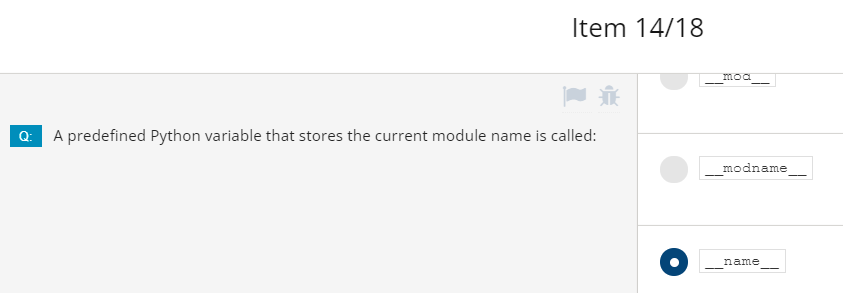 Item 14/18
__mod__
Q: A predefined Python variable that stores the current module name is called:
__modname__
__name__